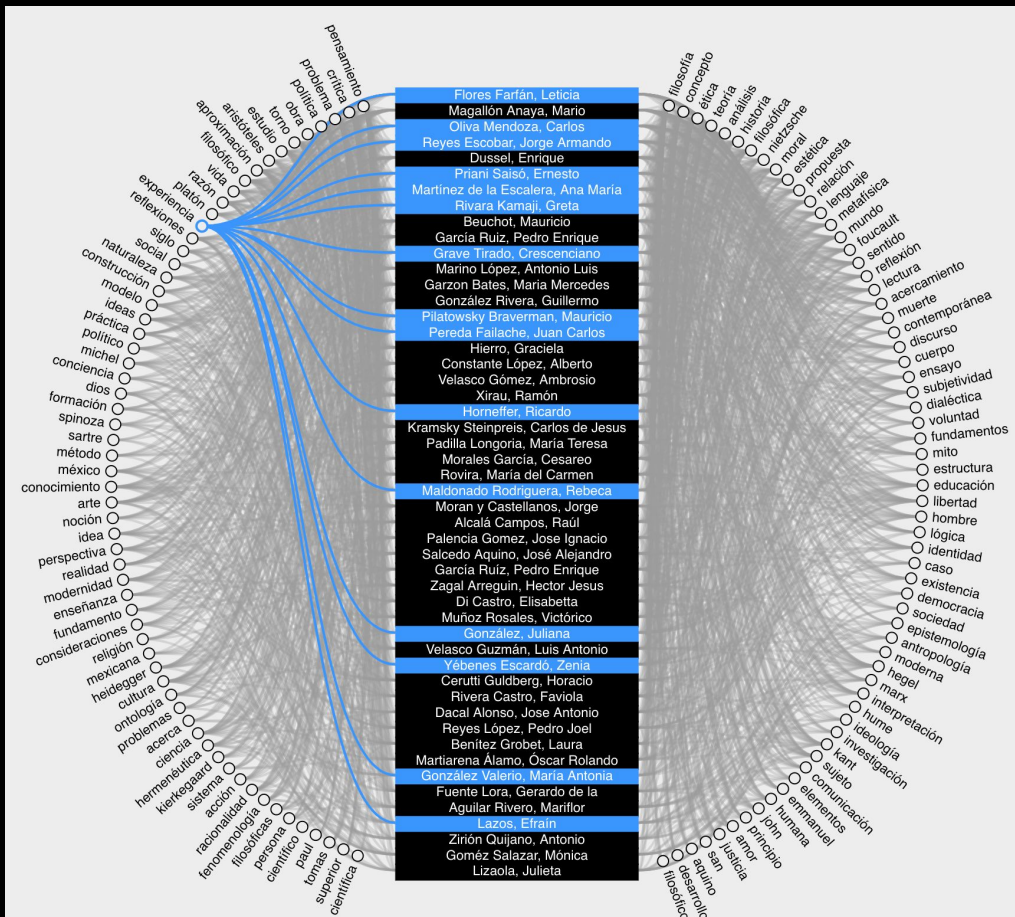 pensamiento
crítica
problema
política
obra
torno
estudio
aristóteles
aproximación
filosófico
vida
razón
platón
experiencia
reflexiones
siglo
social
naturaleza
construcción
modelo
ideas
práctica
político
michel
conciencia
dios
formación
spinoza
sartre
método
méxico
conocimiento
arte
noción
idea
perspectiva
realidad
modernidad
enseñanza
fundamento
consideraciones
religión
mexicana
heidegger
cultura
ontología
problemas
acerca
ciencia
hermenéutica
kierkegaard
sistema
acción
racionalidad
fenomenología
filosóficas
persona
científico
paul
tomas
superior
científica
Flores Farfán, Leticia
Magallón Anaya, Mario
Oliva Mendoza, Carlos
Reyes Escobar, Jorge Armando
Dussel, Enrique
Priani Saisó, Ernesto
Martínez de la Escalera, Ana María
Rivara Kamaji, Greta
Beuchot, Mauricio
García Ruiz, Pedro Enrique
Grave Tirado, Crescenciano
Marino López, Antonio Luis
Garzon Bates, Maria Mercedes
González Rivera, Guillermo
Pilatowsky Braverman, Mauricio
Pereda Failache, Juan Carlos
Hierro, Graciela
Constante López, Alberto
Velasco Gómez, Ambrosio
Xirau, Ramón
Horneffer, Ricardo
Kramsky Steinpreis, Carlos de Jesus
Padilla Longoria, María Teresa
Morales García, Cesareo
Rovira, María del Carmen
Maldonado Rodriguera, Rebeca
Moran y Castellanos, Jorge
Alcalá Campos, Raúl
Palencia Gomez, Jose Ignacio
Salcedo Aquino, José Alejandro
García Ruíz, Pedro Enrique
Zagal Arreguin, Hector Jesus
Di Castro, Elisabetta
Muñoz Rosales, Victórico
González, Juliana
Velasco Guzmán, Luis Antonio
Yébenes Escardó, Zenia
Cerutti Guldberg, Horacio
Rivera Castro, Faviola
Dacal Alonso, Jose Antonio
Reyes López, Pedro Joel
Benítez Grobet, Laura
Martiarena Álamo, Óscar Rolando
González Valerio, María Antonia
Fuente Lora, Gerardo de la
Aguilar Rivero, Mariflor
Lazos, Efraín
Zirión Quijano, Antonio
Goméz Salazar, Mónica
Lizaola, Julieta
filosofía
concepto
ética
teoría
análisis
historia
filosófica
nietzsche
moral
estética
propuesta
relación
lenguaje
metafísica
mundo
foucault
sentido
reflexión
lectura
acercamiento
muerte
contemporánea
discurso
cuerpo
ensayo
subjetividad
dialéctica
voluntad
fundamentos
mito
estructura
educación
libertad
hombre
lógica
identidad
caso
existencia
democracia
sociedad
epistemología
antropología
moderna
hegel
marx
interpretación
hume
ideología
investigación
kant
sujeto
comunicación
elementos
emmanuel
humana
john
principio
amor
justicia
san
aquino
desarrollo
filosófico